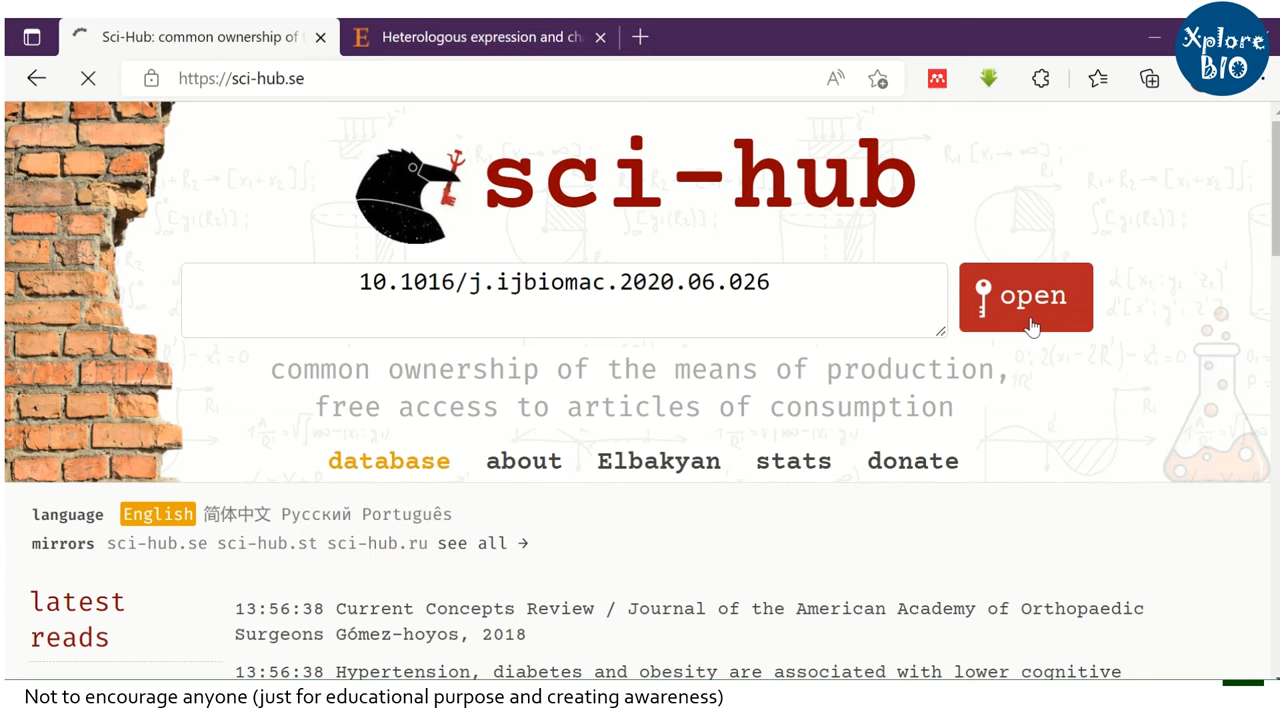 Sci-Hub: common ownership of
Heterologous expression and ch
Xplore
BIO
https://sci-hub.se
sci-hub
10.1016/j.ijbiomac.2020.06.026
open
common ownership of the means of production,
free access to articles of consumption
database about Elbakyan stats donate
language English 简体中文 Русский Português
mirrors sci-hub.se sci-hub.st sci-hub.ru see all →
latest
reads
13:56:38 Current Concepts Review / Journal of the American Academy of Orthopaedic
Surgeons Gómez-hoyos, 2018
13:56:38 Hypertension, diabetes and obesity are associated with lower cognitive
Not to encourage anyone (just for educational purpose and creating awareness)